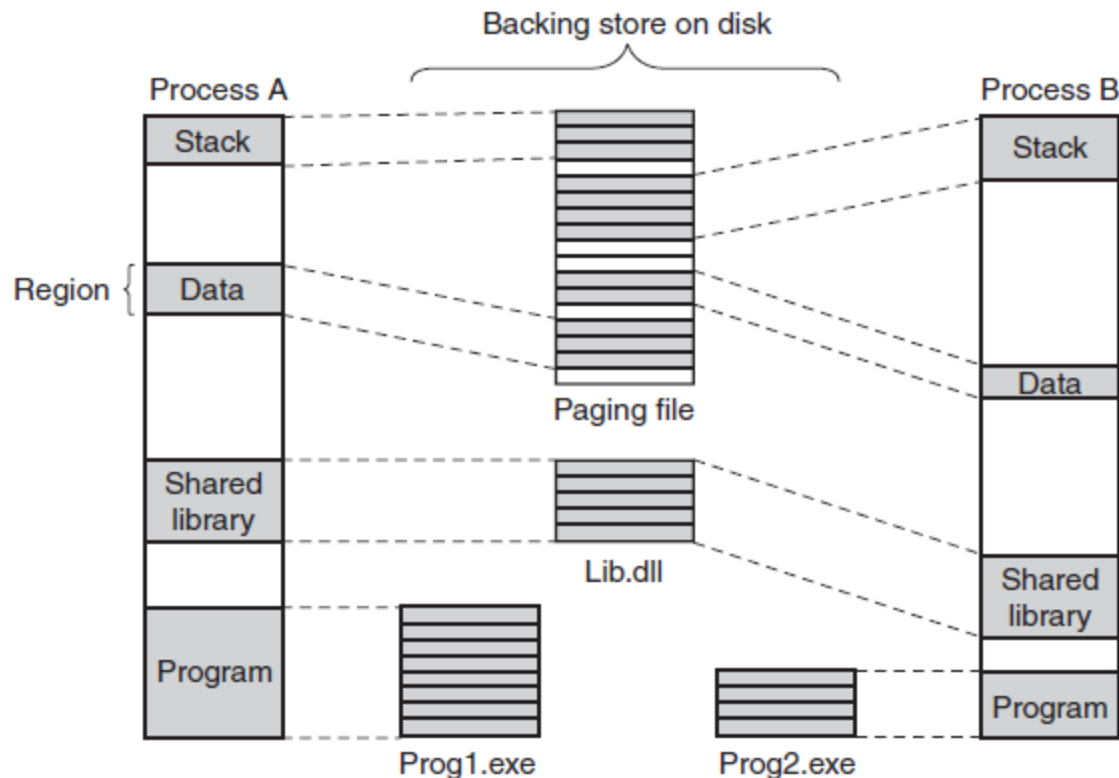 Backing store on disk
Process A
Process B
Stack
Stack
Region
Data
Data
Paging file
Shared
library
Lib.dll
Shared
library
Program
Program
Prog1.exe
Prog2.exe